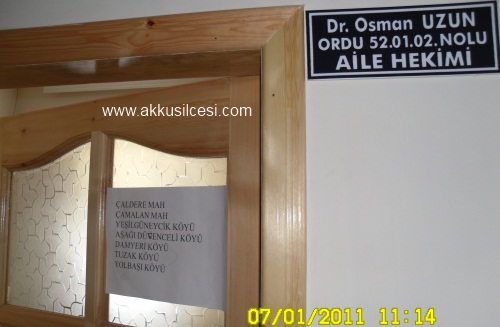 Dr. Osman UZUN
ORDU 52.01.02. NOLU
AİLE HEKİMİ
www.akkusilcesi.com
ÇALDERE MAH
ÇAMALAN MAH
YEŞİLGÜNEYCİK KÖYÜ
AŞAĞI DÜVENCELİ KÖYÜ
DAMYERİ KÖYÜ
TUZAK KÖYÜ
YOLBAŞI KÖYÜ
07/01/2011 11:14